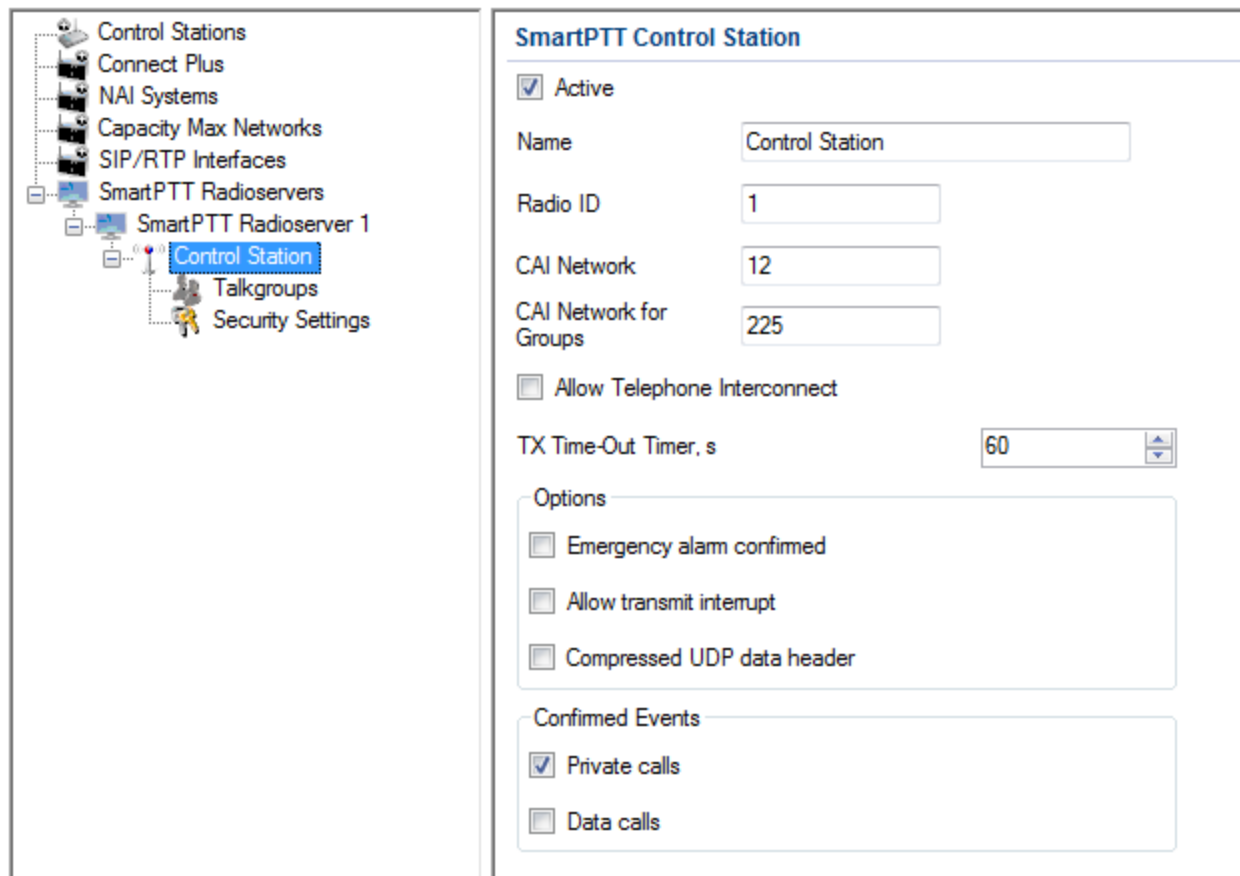 Control Stations
Connect Plus
NAI Systems
Capacity Max Networks
SIP/RTP Interfaces
SmartPTT Radioservers
SmartPTT Radioserver 1
Control Station
Talkgroups
Security Settings
SmartPTT Control Station
Active
Name
Control Station
Radio ID
1
CAI Network
12
CAI Network for
Groups
225
Allow Telephone Interconnect
TX Time-Out Timer, s
60
Options
Emergency alarm confirmed
Allow transmit interrupt
Compressed UDP data header
Confirmed Events
Private calls
Data calls